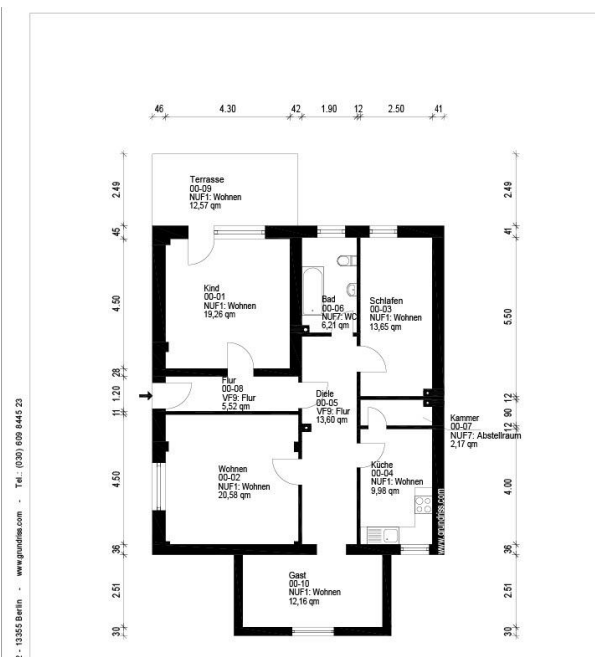 46 4.30 42 1.90 12 2.50 41
2.49
45
4.50
28
1.20
11
4.50
36
2.51
30
2.49
41
5.50
12
90
12
4.00
36
2.51
30
Terrasse
00-09
NUF1: Wohnen
12,57 qm
Kind
00-01
NUF1: Wohnen
19,26 qm
Bad
00-06
NUF7: WC
6,21 qm
Schlafen
00-03
NUF1: Wohnen
13,65 qm
Flur
00-08
VF9: Flur
5,52 qm
Diele
00-05
VF9: Flur
13,60 qm
Kammer
00-07
NUF7: Abstellraum
2,17 qm
Wohnen
00-02
NUF1: Wohnen
20,58 qm
Küche
00-04
NUF1: Wohnen
9,98 qm
Gast
00-10
NUF1: Wohnen
12,16 qm
www.grundriss.com
2 - 13355 Berlin - www.grundriss.com - Tel.: (030) 609 8445 23